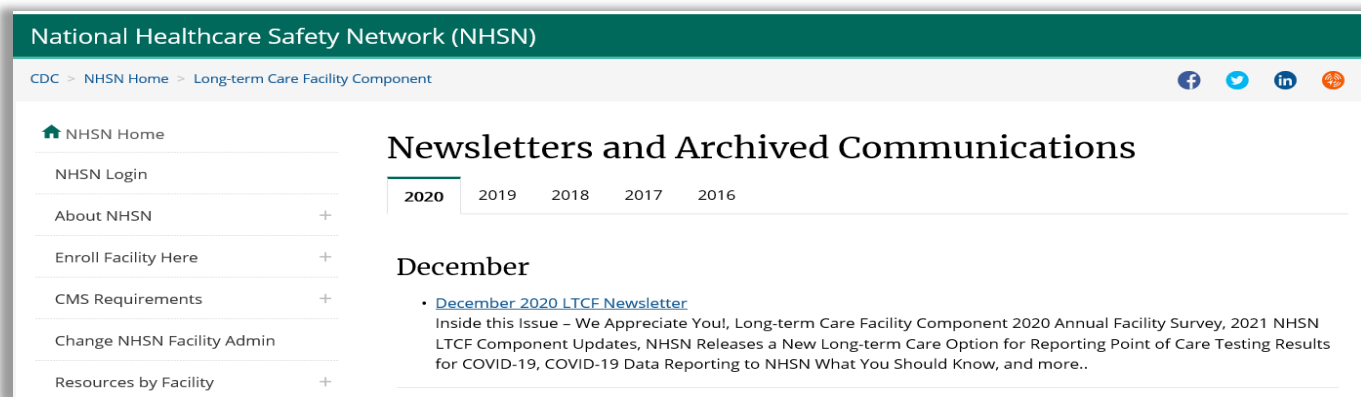 National Healthcare Safety Network (NHSN)
CDC > NHSN Home > Long-term Care Facility Component
NHSN Home
NHSN Login
About NHSN +
Enroll Facility Here +
CMS Requirements +
Change NHSN Facility Admin
Resources by Facility +
Newsletters and Archived Communications
2020 2019 2018 2017 2016
December
• December 2020 LTCF Newsletter
Inside this Issue – We Appreciate You!, Long-term Care Facility Component 2020 Annual Facility Survey, 2021 NHSN
LTCF Component Updates, NHSN Releases a New Long-term Care Option for Reporting Point of Care Testing Results
for COVID-19, COVID-19 Data Reporting to NHSN What You Should Know, and more..